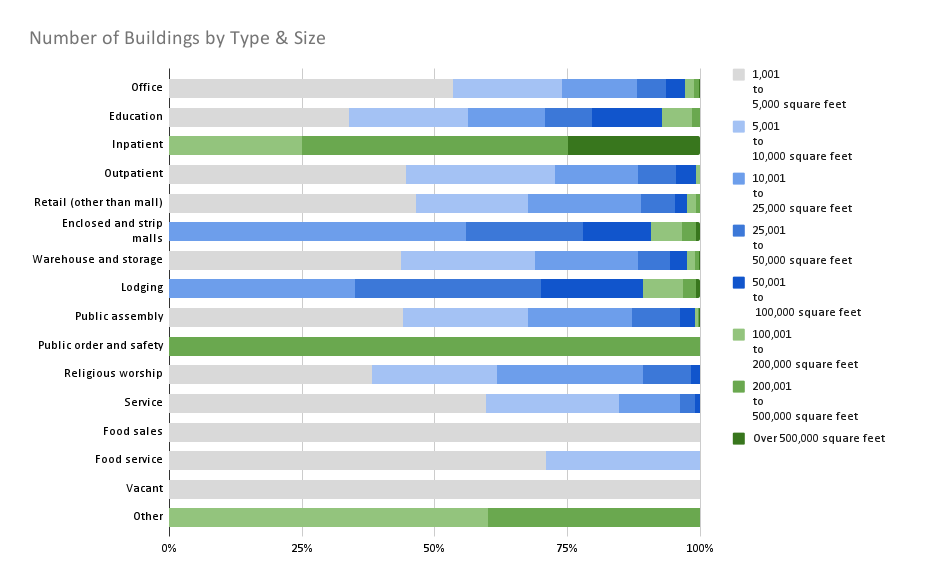 Number of Buildings by Type & Size
Office
Education
Inpatient
Outpatient
Retail (other than mall)
Enclosed and strip
malls
Warehouse and storage
Lodging
Public assembly
Public order and safety
Religious worship
Service
Food sales
Food service
Vacant
Other
0%
25%
50%
75%
100%
1,001
to
5,000 square feet
5,001
to
10,000 square feet
10,001
to
25,000 square feet
25,001
to
50,000 square feet
50,001
to
100,000 square feet
100,001
to
200,000 square feet
200,001
to
500,000 square feet
Over 500,000 square feet